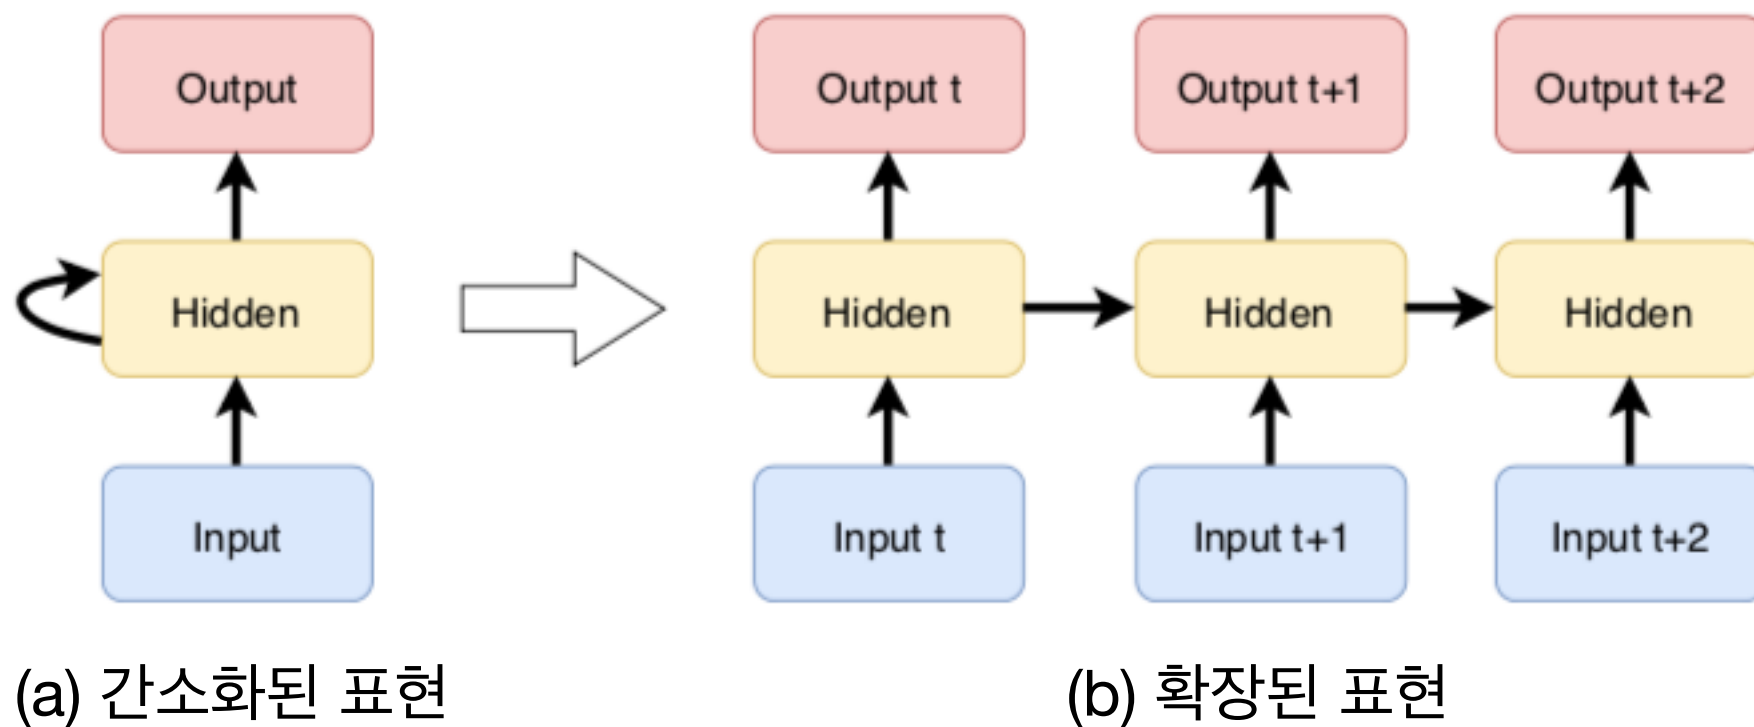 Output
Output t
Output t+1
Output t+2
Hidden
Hidden
Hidden
Hidden
Input
Input t
Input t+1
Input t+2
(a) 간소화된 표현
(b) 확장된 표현